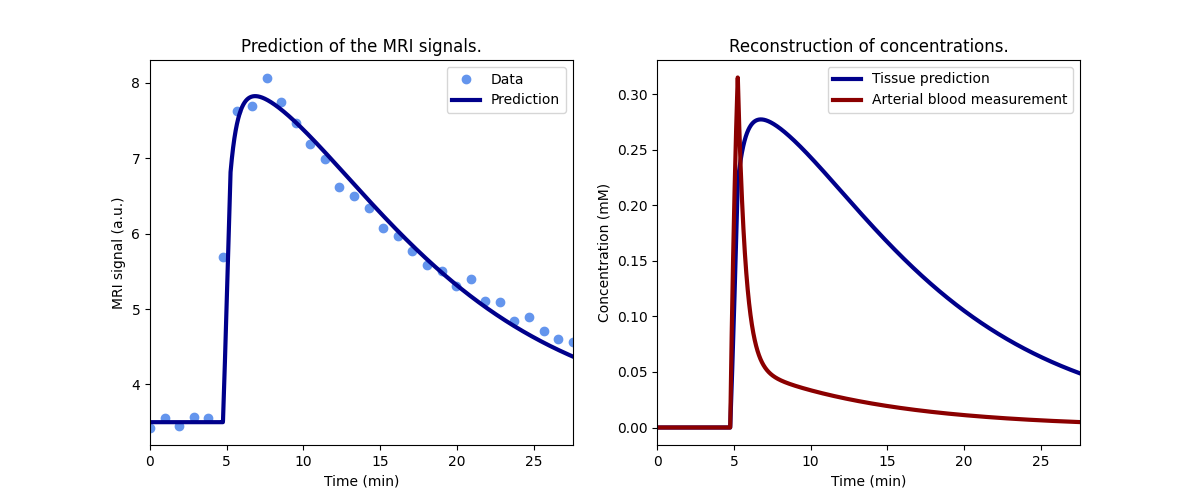 Prediction of the MRI signals.
MRI signal (a.u.)
8
7
6
5
4
Data
Prediction
0
5
10
15
20
25
Time (min)
Reconstruction of concentrations.
Concentration (mM)
0.30
0.25
0.20
0.15
0.10
0.05
0.00
Tissue prediction
Arterial blood measurement
0
5
10
15
20
25
Time (min)